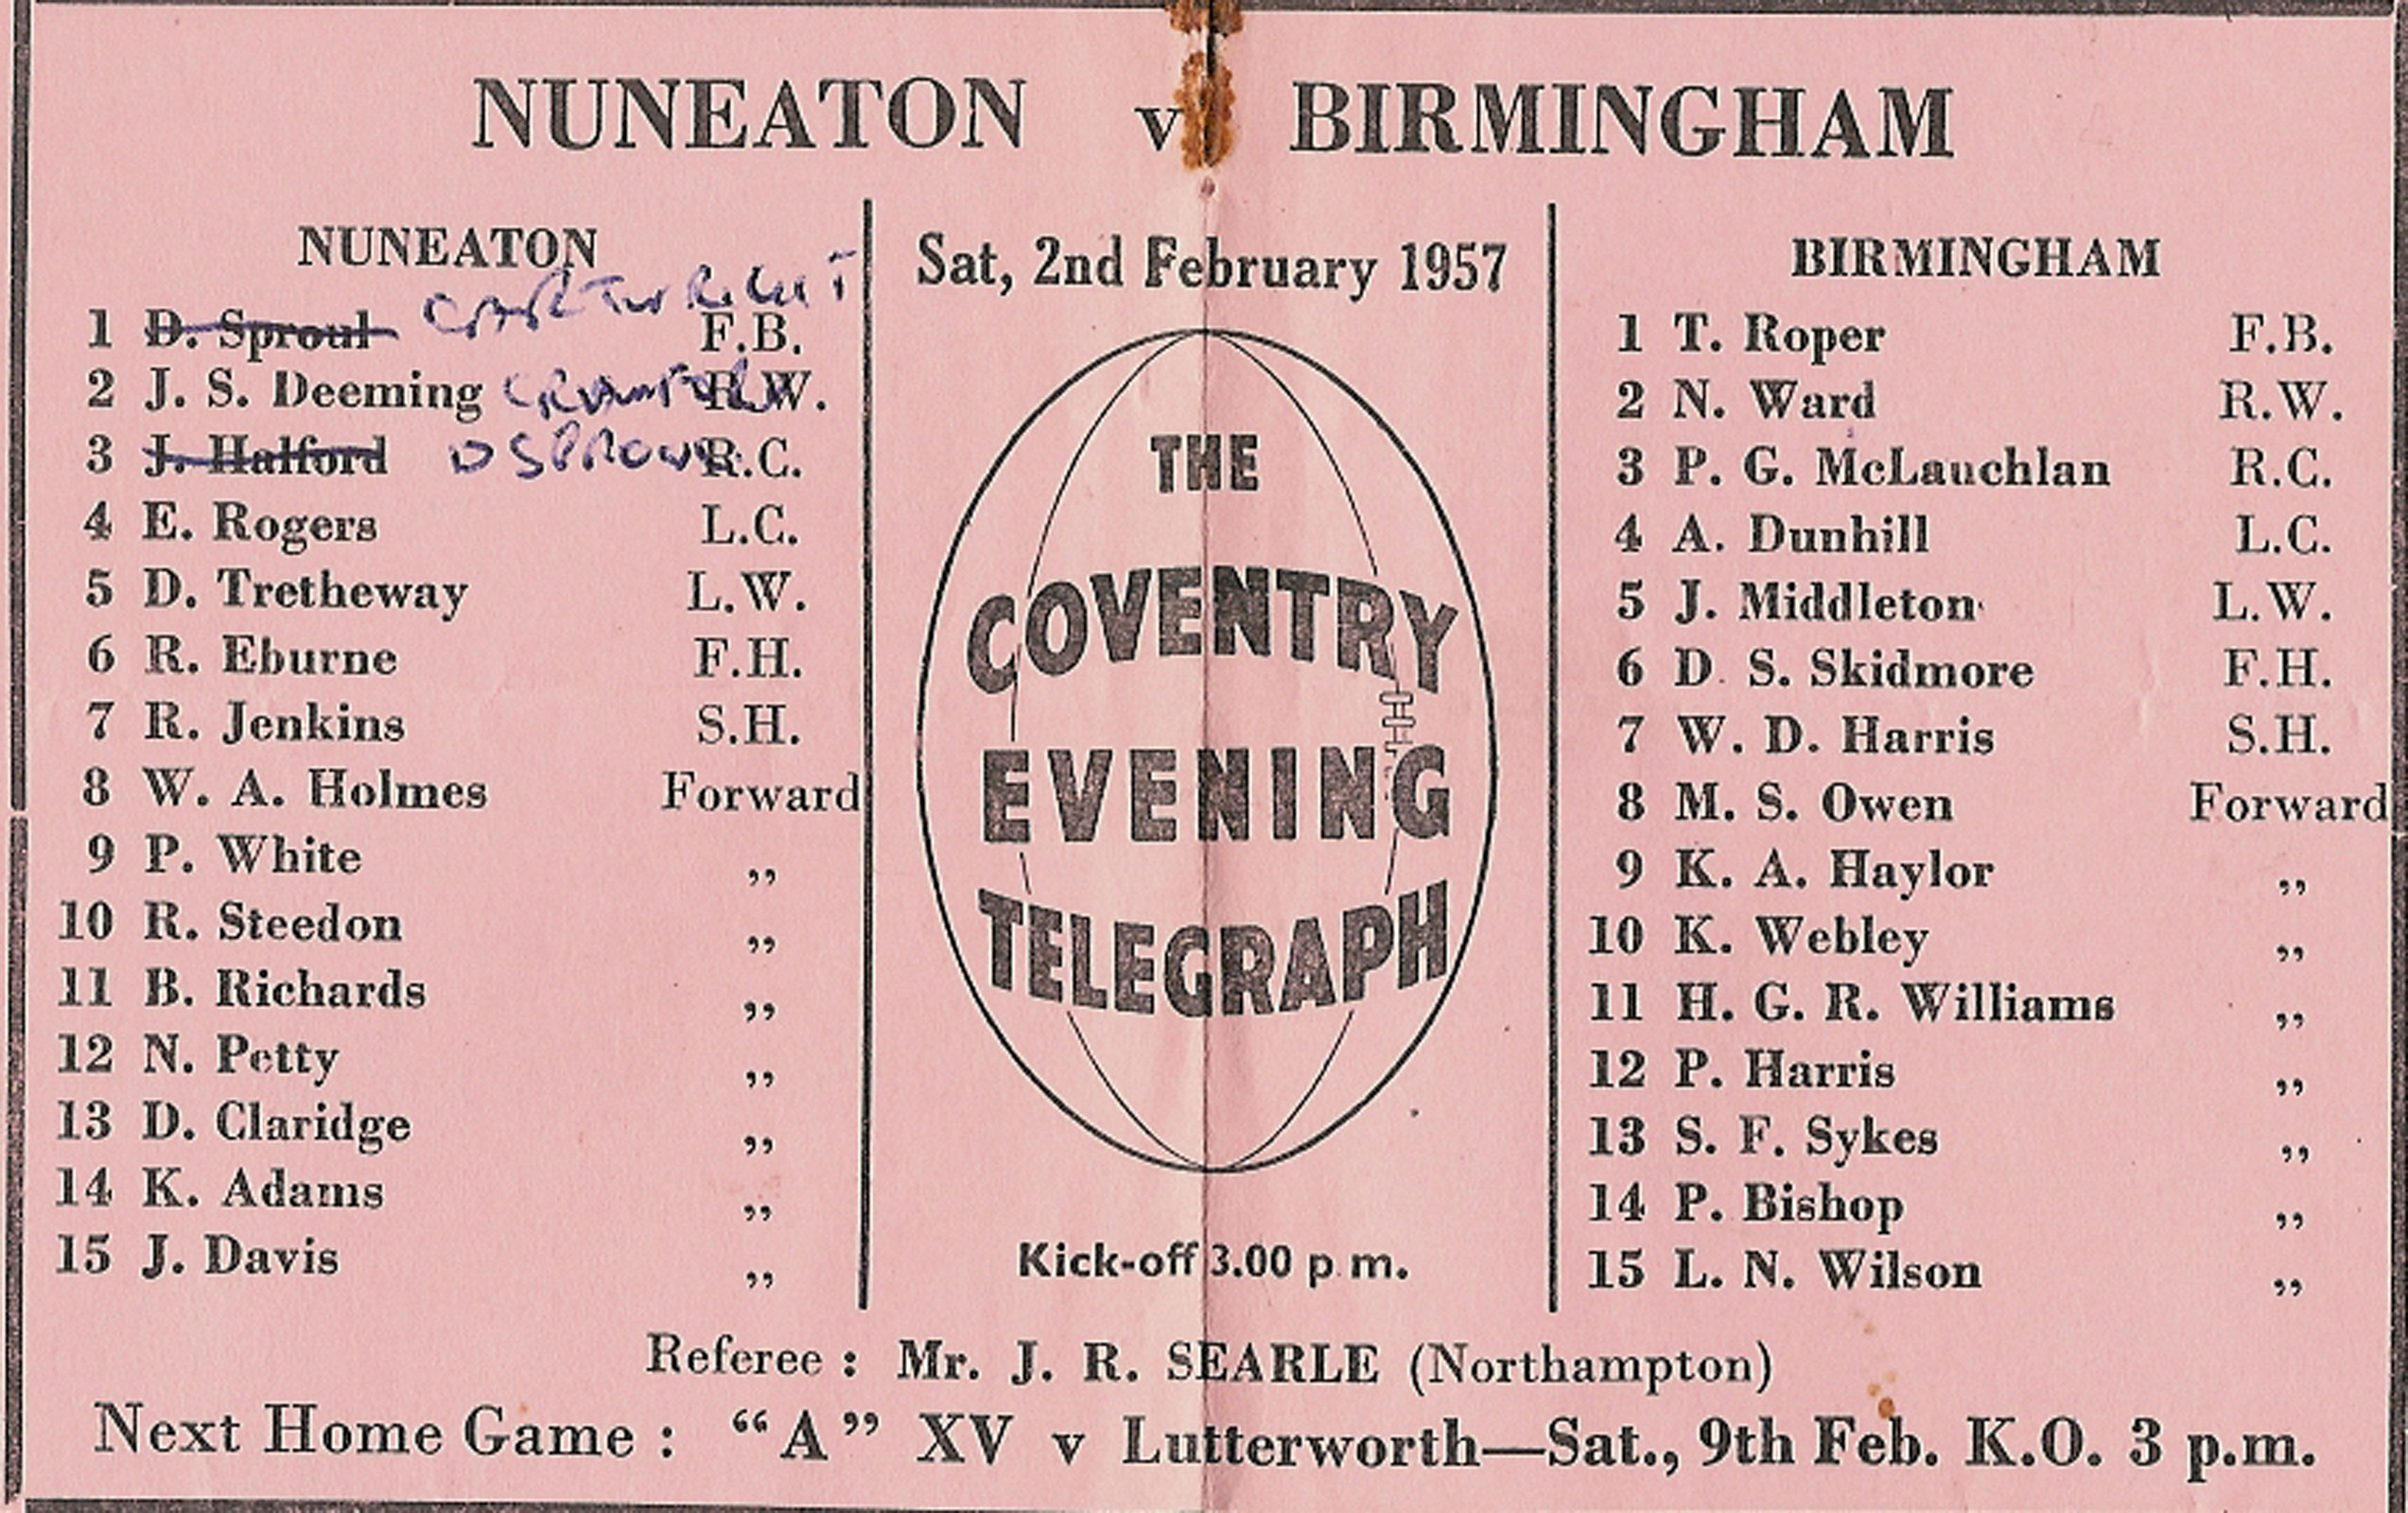 NUNEATON v BIRMINGHAM
NUNEATON
1 D. Sproul CARTWRIGHT F.B.
2 J. S. Deeming R.W.
3 J. Halford D SPROUL R.C.
4 E. Rogers L.C.
5 D. Tretheway L.W.
6 R. Eburne F.H.
7 R. Jenkins S.H.
8 W. A. Holmes Forward
9 P. White ,,
10 R. Steedon ,,
11 B. Richards ,,
12 N. Petty ,,
13 D. Claridge ,,
14 K. Adams ,,
15 J. Davis ,,
Sat, 2nd February 1957
THE
COVENTRY
EVENING
TELEGRAPH
Kick-off 3.00 p.m.
BIRMINGHAM
1 T. Roper F.B.
2 N. Ward R.W.
3 P. G. McLauchlan R.C.
4 A. Dunhill L.C.
5 J. Middleton L.W.
6 D. S. Skidmore F.H.
7 W. D. Harris S.H.
8 M. S. Owen Forward
9 K. A. Haylor ,,
10 K. Webley ,,
11 H. G. R. Williams ,,
12 P. Harris ,,
13 S. F. Sykes ,,
14 P. Bishop ,,
15 L. N. Wilson ,,
Referee : Mr. J. R. SEARLE (Northampton)
Next Home Game : “A” XV v Lutterworth—Sat., 9th Feb. K.O. 3 p.m.